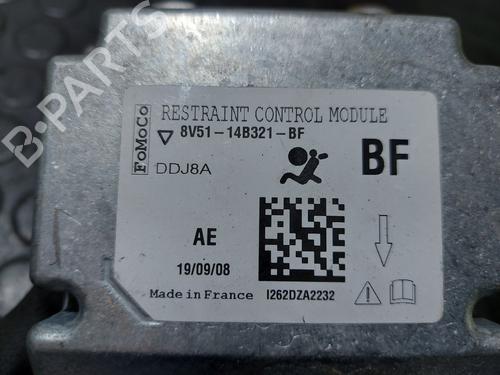 RESTRAINT CONTROL MODULE
FoMoCo
8V51-14B321-BF
DDJ8A
BF
AE
19/09/08
Made in France
I262DZA2232
B-PARTS